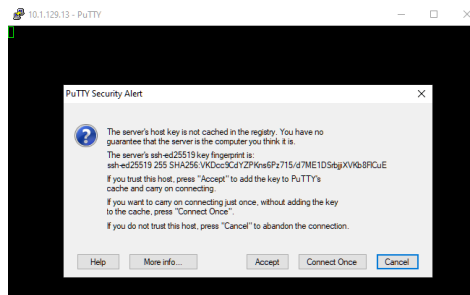 10.1.129.13 - PuTTY
PuTTY Security Alert
The server's host key is not cached in the registry. You have no
guarantee that the server is the computer you think it is.
The server's ssh-ed25519 key fingerprint is:
ssh-ed25519 255 SHA256:VKDcc9CdYZPKns6Pz715/d7ME1DSrbjjXVKb8RCuE
If you trust this host, press "Accept" to add the key to PuTTY's
cache and carry on connecting.
If you want to carry on connecting just once, without adding the key
to the cache, press "Connect Once".
If you do not trust this host, press "Cancel" to abandon the connection.
Help More info... Accept Connect Once Cancel